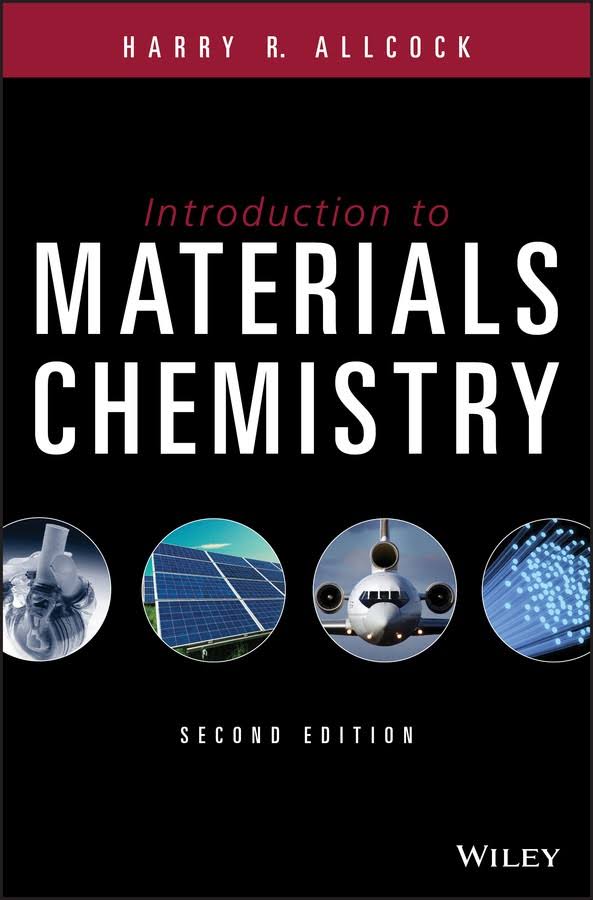 HARRY R. ALLCOCK
Introduction to
MATERIALS
CHEMISTRY
SECOND EDITION
WILEY